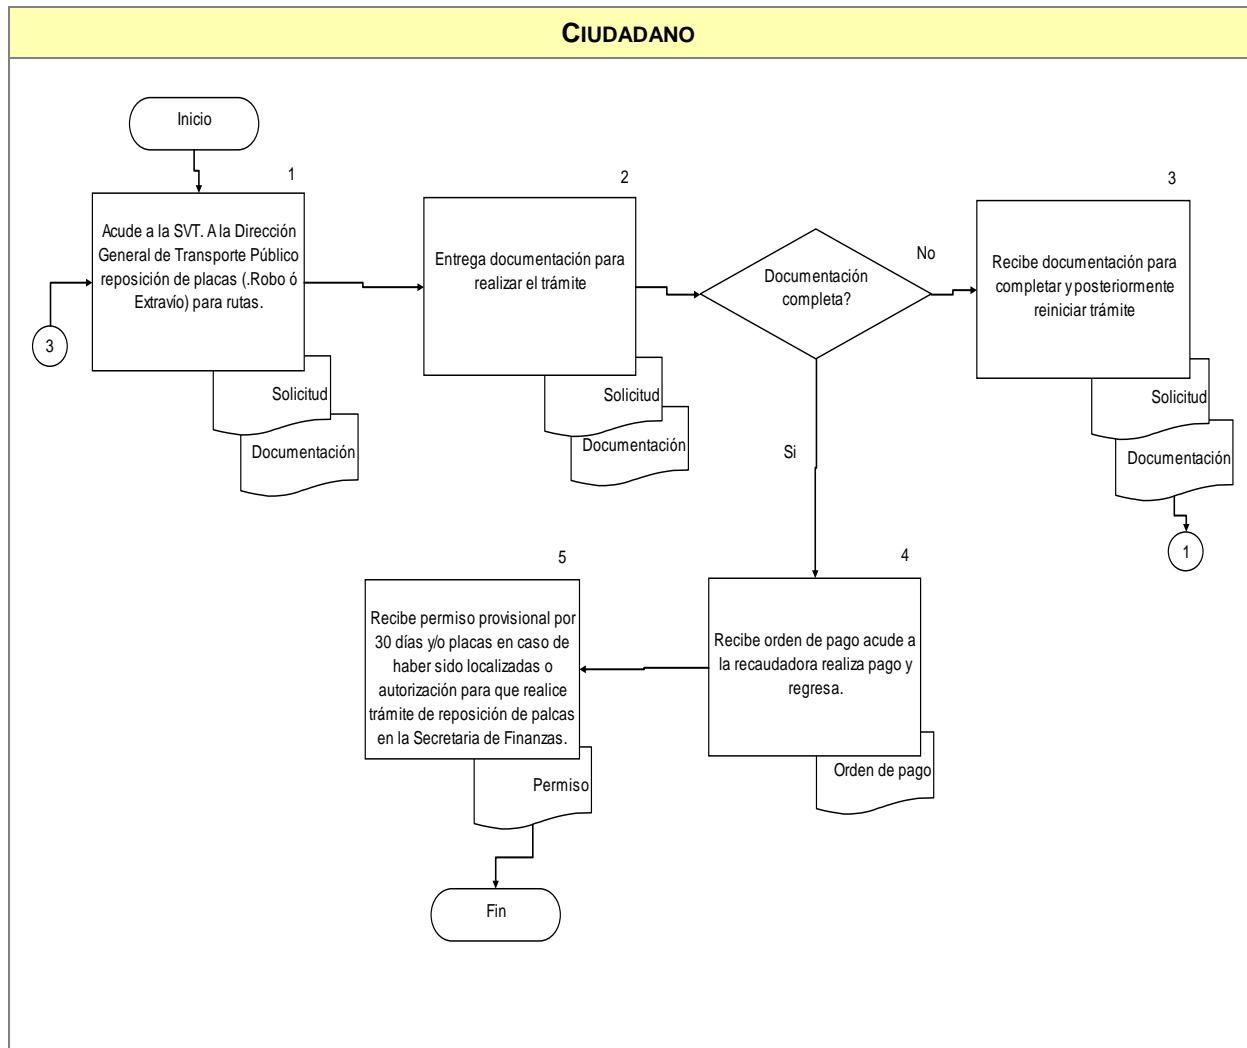 CIUDADANO
Inicio
1
Acude a la SVT. A la Dirección
General de Transporte Público
reposición de placas (.Robo ó
Extravío) para rutas.
3
Solicitud
Documentación
2
Entrega documentación para
realizar el trámite
Solicitud
Documentación
Documentación
completa?
No
Si
3
Recibe documentación para
completar y posteriormente
reiniciar trámite
Solicitud
Documentación
1
4
Recibe orden de pago acude a
la recaudadora realiza pago y
regresa.
Orden de pago
5
Recibe permiso provisional por
30 días y/o placas en caso de
haber sido localizadas o
autorización para que realice
trámite de reposición de palcas
en la Secretaria de Finanzas.
Permiso
Fin